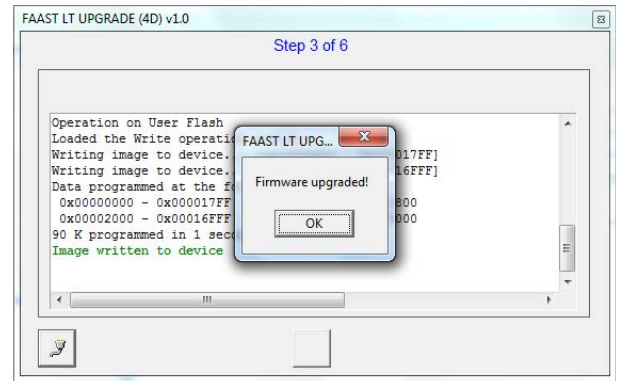 FAAST LT UPGRADE (4D) v1.0
Step 3 of 6
Operation on User Flash
Loaded the Write operatio
Writing image to device..
017FF]
Writing image to device..
16FFF]
Data programmed at the fo
0x00000000 - 0x000017FF
800
0x00002000 - 0x00016FFF
000
90 K programmed in 1 seco
Image written to device
FAAST LT UPG...
Firmware upgraded!
OK